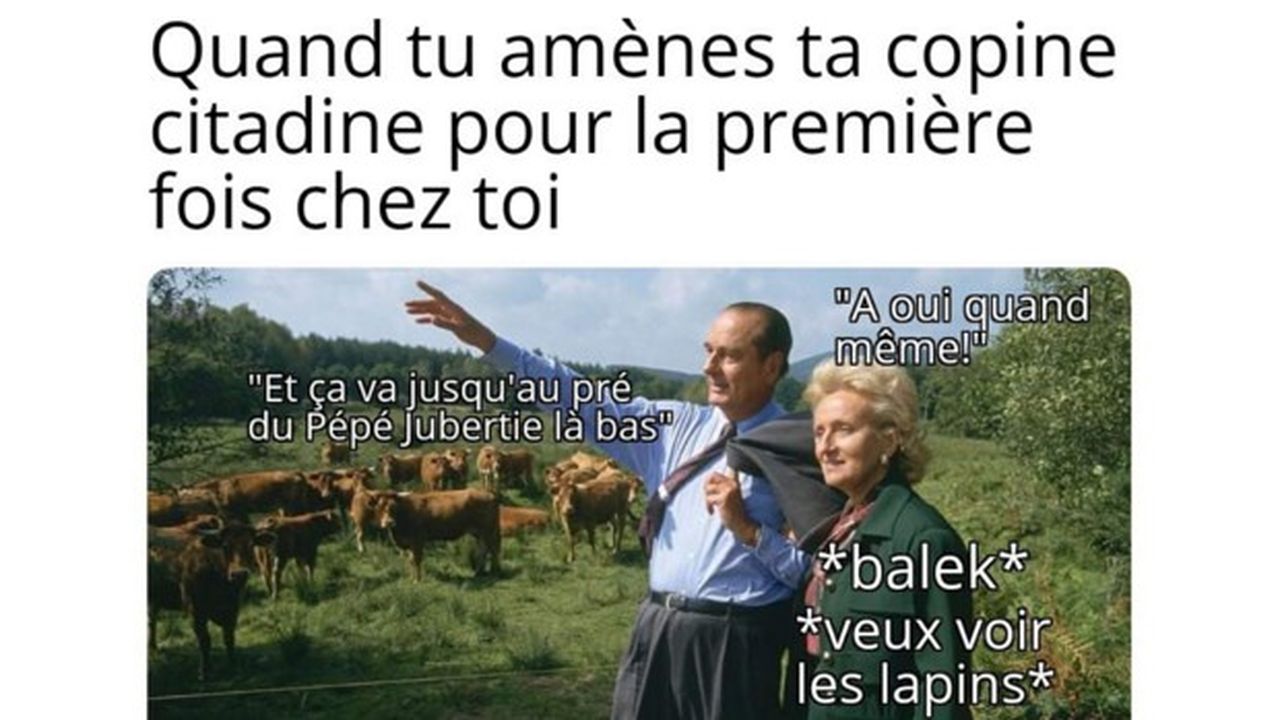 Quand tu amènes ta copine
citadine pour la première
fois chez toi
"A oui quand
même!"
"Et ça va jusqu'au pré
du Pépé Jubertie là bas"
*balek*
*veux voir
les lapins*